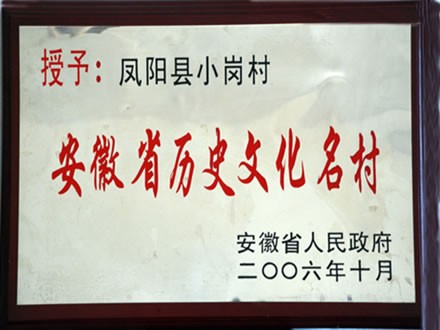 授予：凤阳县小岗村
安徽省历史文化名村
安徽省人民政府
二〇〇六年十月